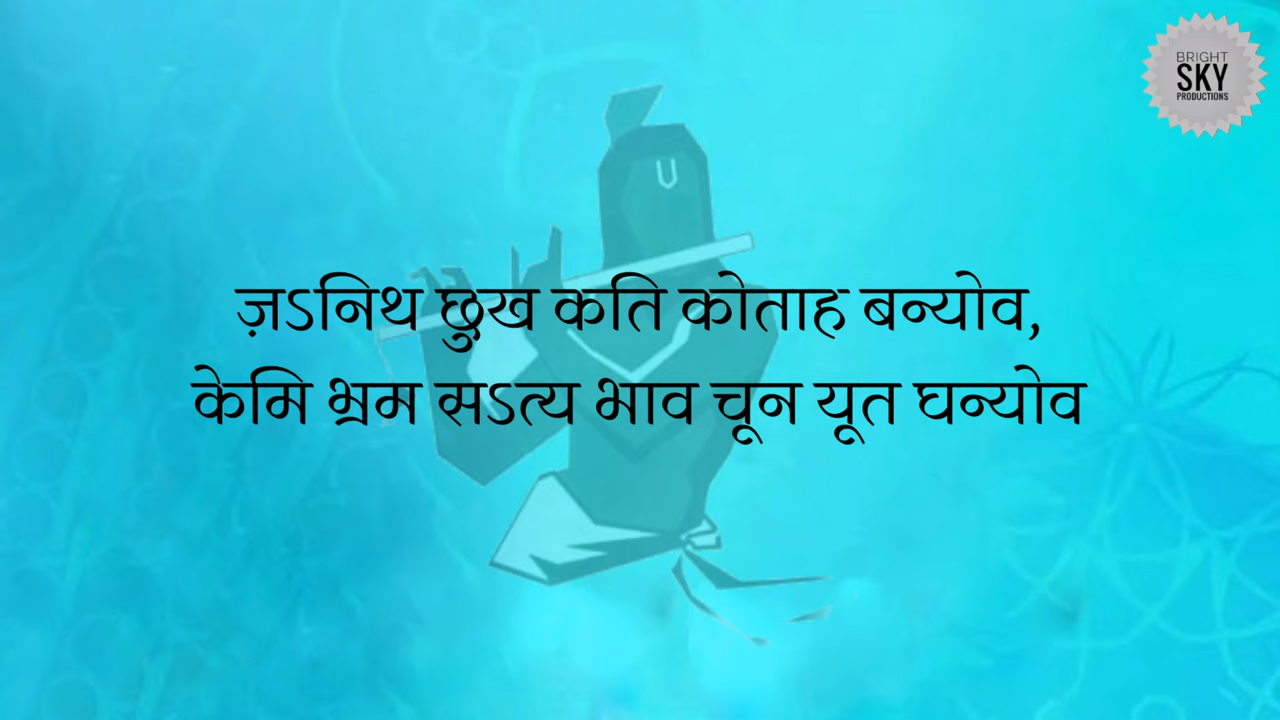 BRIGHT
SKY
PRODUCTIONS
ज़ऽनिथ छुख कति कोताह बन्योव,
केमि भ्रम सऽत्य भाव चून यूत घन्योव